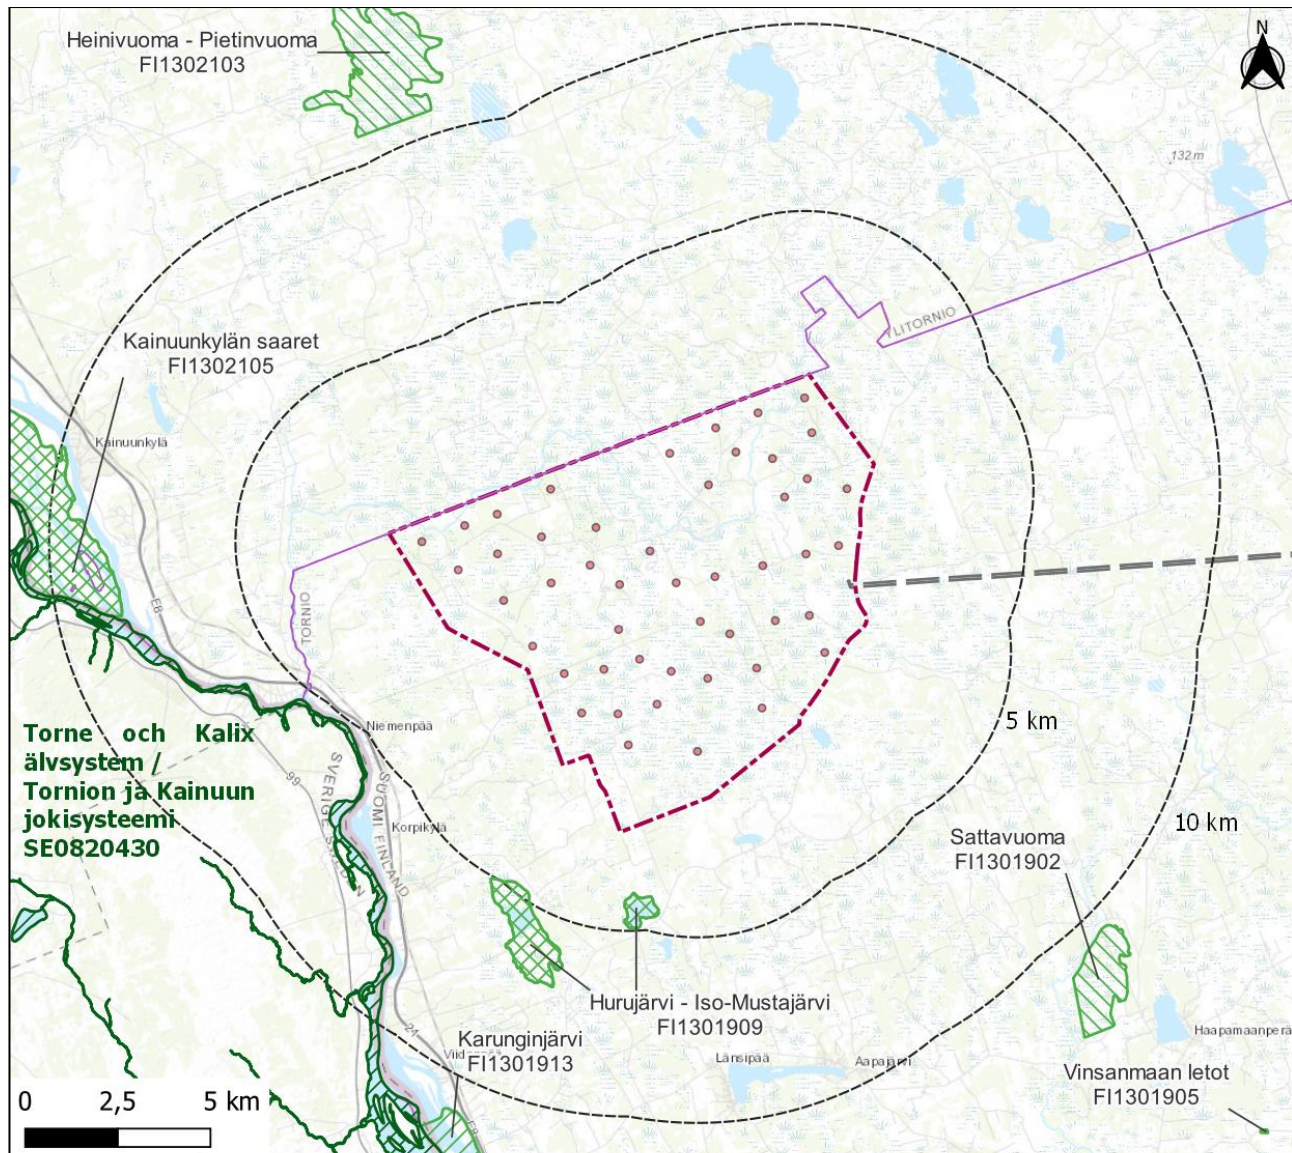 Heinivuoma - Pietinvuoma
FI1302103
N
132 m
YLITORNIO
Kainuunkylän saaret
FI1302105
Kainuunkylä
E8
TORNIO
Niemenpää
5 km
Torne och Kalix
älvsystem /
Tornion ja Kainuun
jokisysteemi
SE0820430
99
SUOMI FINLAND
Korpikylä
10 km
Sattavuoma
FI1301902
Hurujärvi - Iso-Mustajärvi
FI1301909
Karunginjärvi
FI1301913
21
Haapamaanperä
Länsipää
Aapajärvi
Vinsanmaan letot
FI1301905
E8
0 2,5 5 km